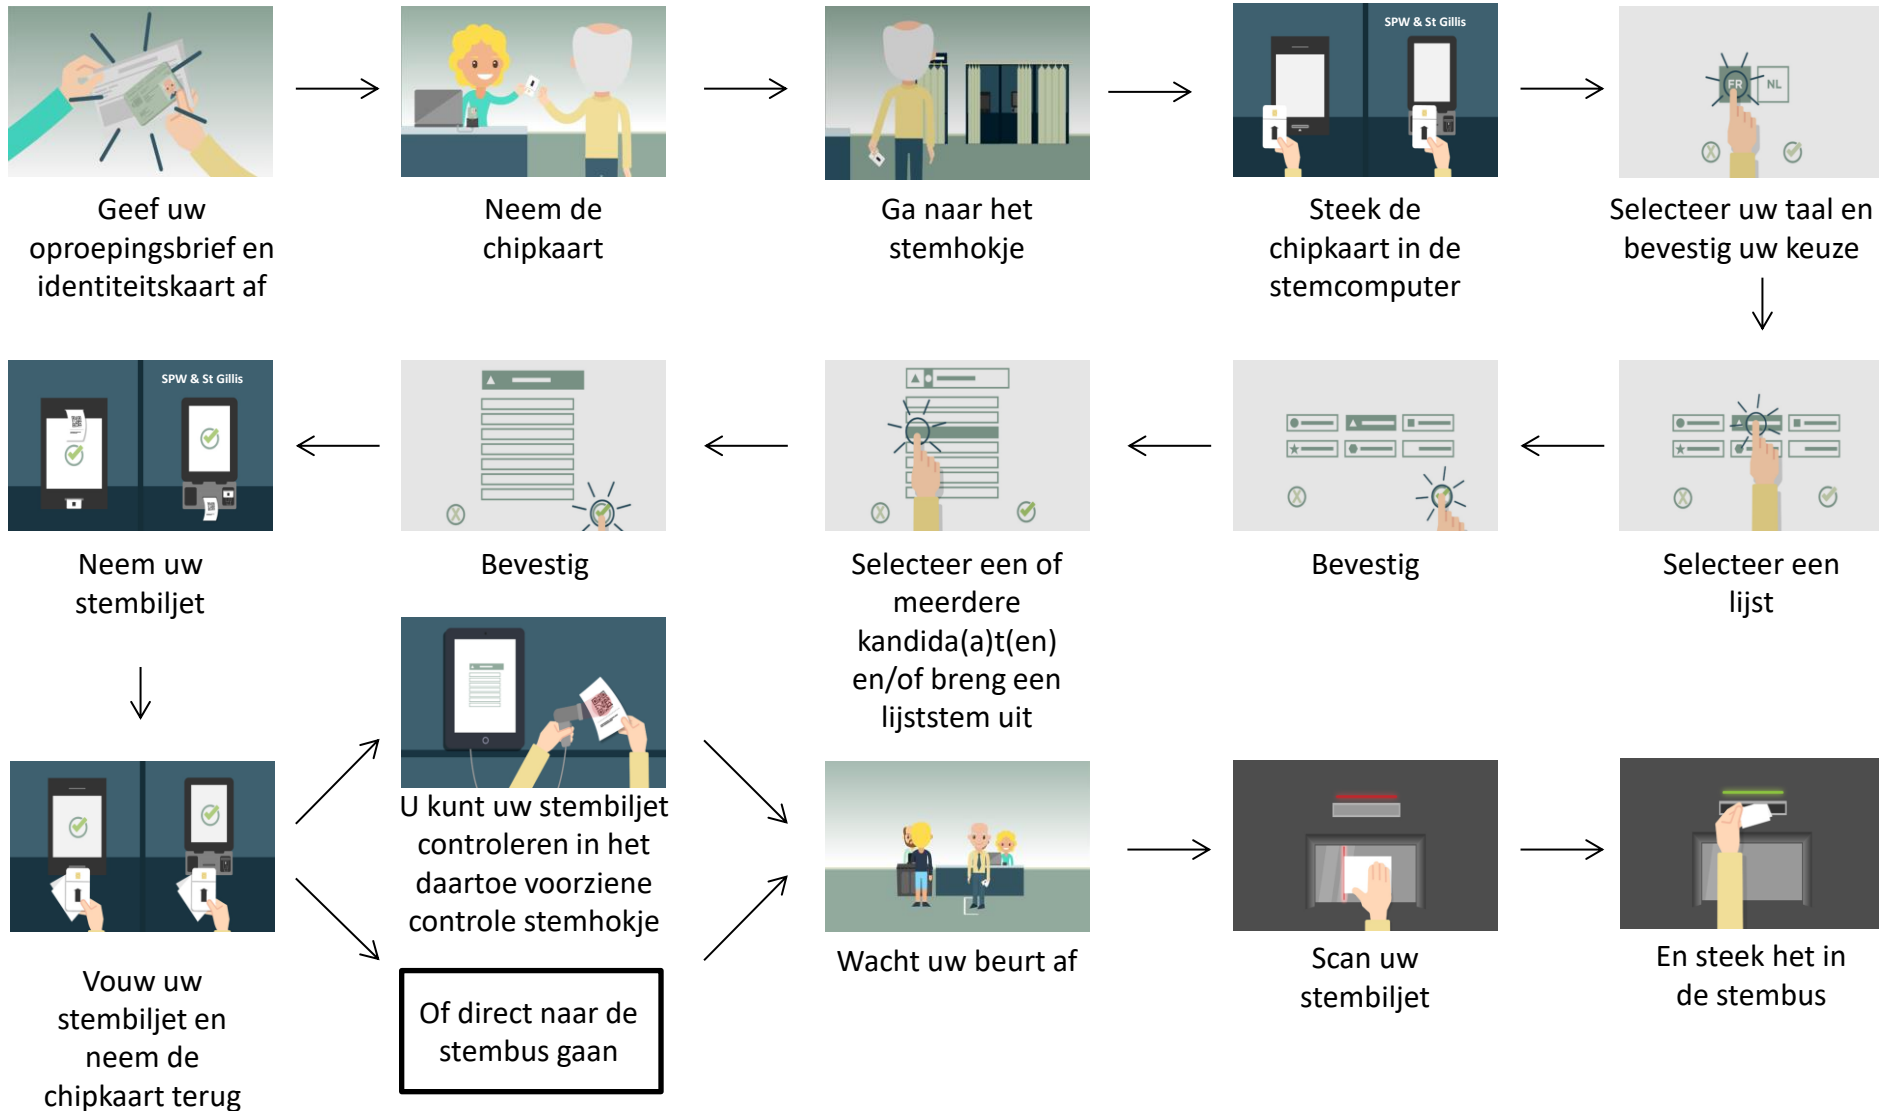 Geef uw
oproepingsbrief en
identiteitskaart af
Neem de
chipkaart
Ga naar het
stemhokje
SPW & St Gillis
Steek de
chipkaart in de
stemcomputer
FR
NL
Selecteer uw taal en
bevestig uw keuze
Selecteer een
lijst
Bevestig
Selecteer een of
meerdere
kandida(a)t(en)
en/of breng een
lijststem uit
Bevestig
SPW & St Gillis
Neem uw
stembiljet
Vouw uw
stembiljet en
neem de
chipkaart terug
U kunt uw stembiljet
controleren in het
daartoe voorziene
controle stemhokje
Of direct naar de
stembus gaan
Wacht uw beurt af
Scan uw
stembiljet
En steek het in
de stembus